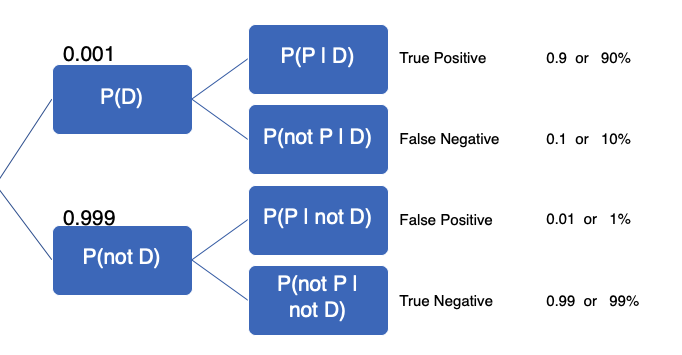 0.001
P(D)
P(P I D)
True Positive 0.9 or 90%
P(not P I D)
False Negative 0.1 or 10%
0.999
P(not D)
P(P I not D)
False Positive 0.01 or 1%
P(not P I
not D)
True Negative 0.99 or 99%